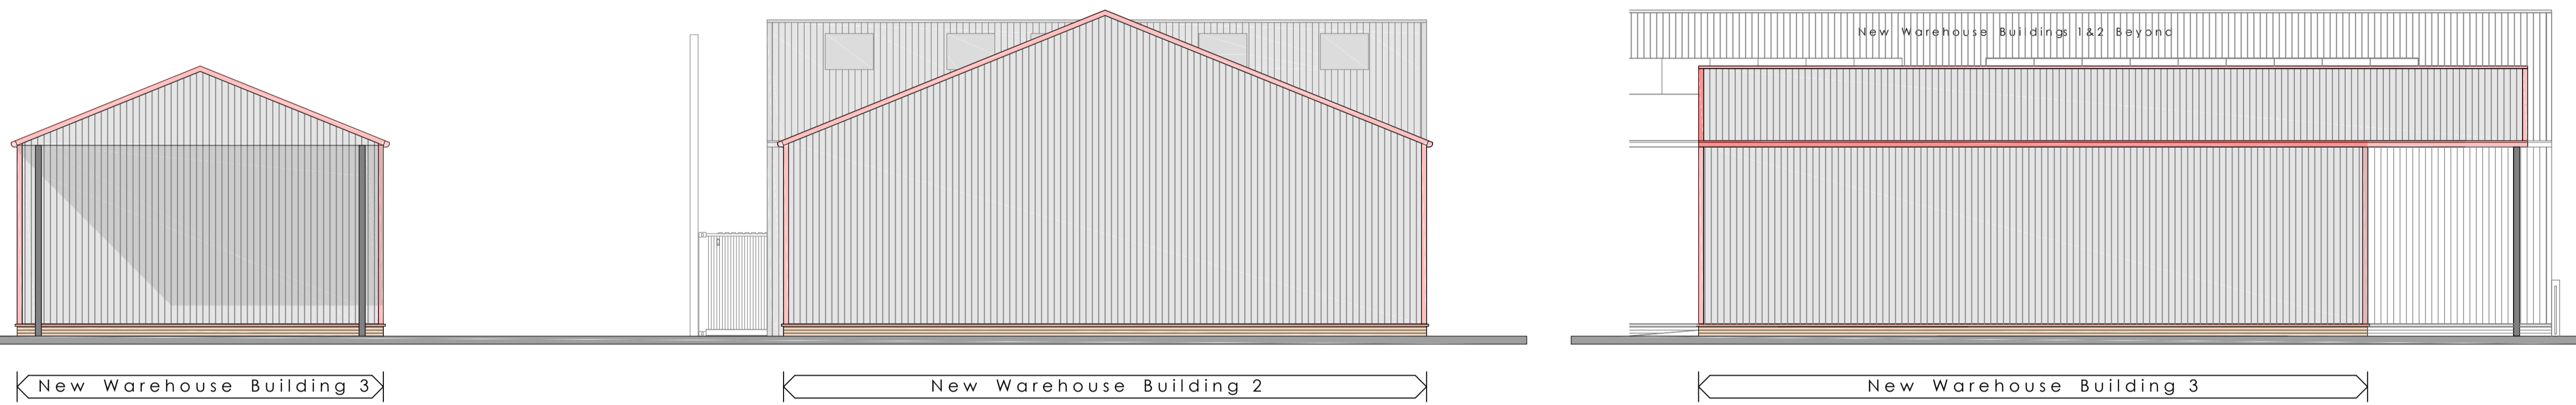 New Warehouse Buildings 1&2 Beyond
New Warehouse Building 3
New Warehouse Building 2
New Warehouse Building 3